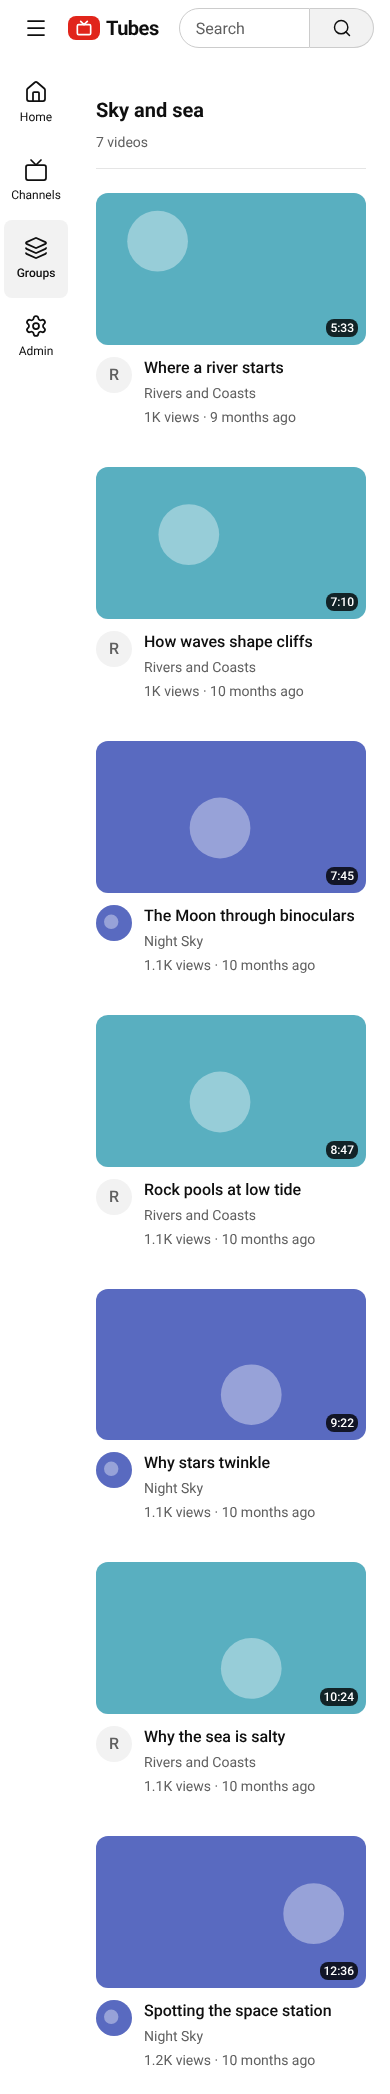 Tubes
Search
Home
Channels
Groups
Admin
Sky and sea
7 videos
5:33
R
Where a river starts
Rivers and Coasts
1K views · 9 months ago
7:10
R
How waves shape cliffs
Rivers and Coasts
1K views · 10 months ago
7:45
The Moon through binoculars
Night Sky
1.1K views · 10 months ago
8:47
R
Rock pools at low tide
Rivers and Coasts
1.1K views · 10 months ago
9:22
Why stars twinkle
Night Sky
1.1K views · 10 months ago
10:24
R
Why the sea is salty
Rivers and Coasts
1.1K views · 10 months ago
12:36
Spotting the space station
Night Sky
1.2K views · 10 months ago